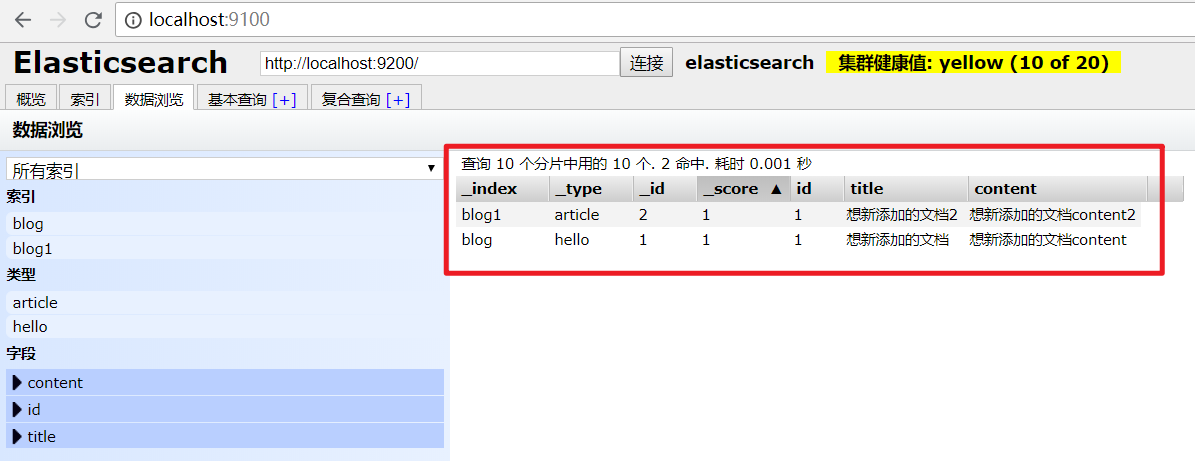 localhost:9100
Elasticsearch http://localhost:9200/ 连接 elasticsearch 集群健康值: yellow (10 of 20)
概览 索引 数据浏览 基本查询 [+] 复合查询 [+]
数据浏览
所有索引
索引
blog
blog1
类型
article
hello
字段
content
id
title
查询 10 个分片中用的 10 个. 2 命中. 耗时 0.001 秒
_index _type _id _score ▲ id title content
blog1 article 2 1 1 想新添加的文档2 想新添加的文档content2
blog hello 1 1 1 想新添加的文档 想新添加的文档content